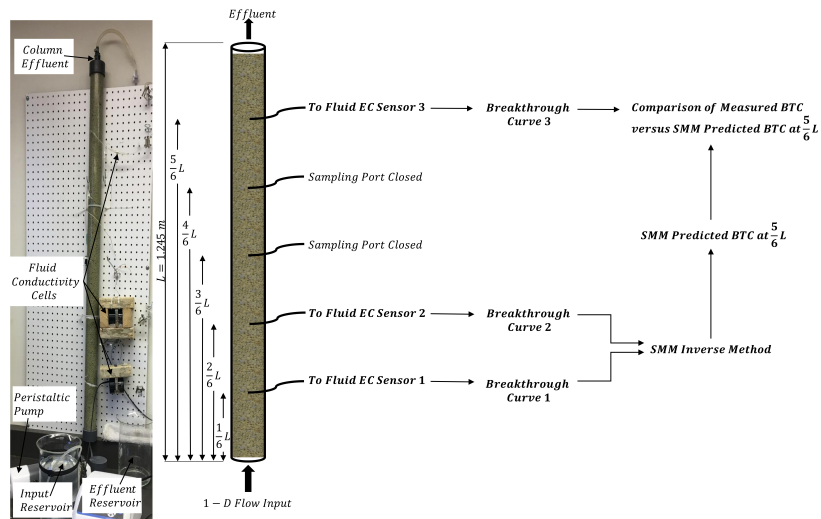 Column
Effluent
Fluid
Conductivity
Cells
Peristaltic
Pump
Input
Reservoir
Effluent
Reservoir
Effluent
L = 1.245 m
5/6 L
4/6 L
3/6 L
2/6 L
1/6 L
1 − D Flow Input
To Fluid EC Sensor 3
Sampling Port Closed
Sampling Port Closed
To Fluid EC Sensor 2
To Fluid EC Sensor 1
Breakthrough
Curve 3
Breakthrough
Curve 2
Breakthrough
Curve 1
Comparison of Measured BTC
versus SMM Predicted BTC at 5/6 L
SMM Predicted BTC at 5/6 L
SMM Inverse Method